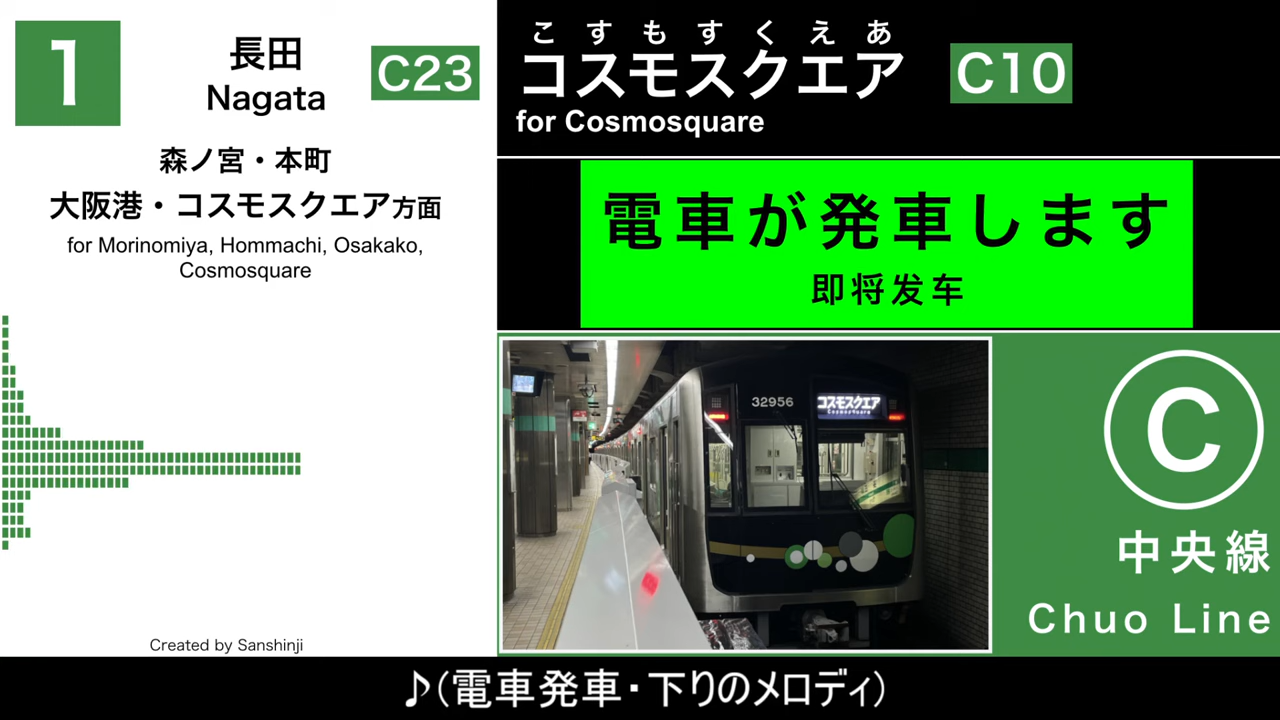 1
長田
Nagata
C23
森ノ宮・本町
大阪港・コスモスクエア方面
for Morinomiya, Hommachi, Osakako,
Cosmosquare
Created by Sanshinji
こすもすくえあ
コスモスクエア
C10
for Cosmosquare
電車が発車します
即将发车
32956
コスモスクエア
Cosmosquare
C
中央線
Chuo Line
♪(電車発車・下りのメロディ)